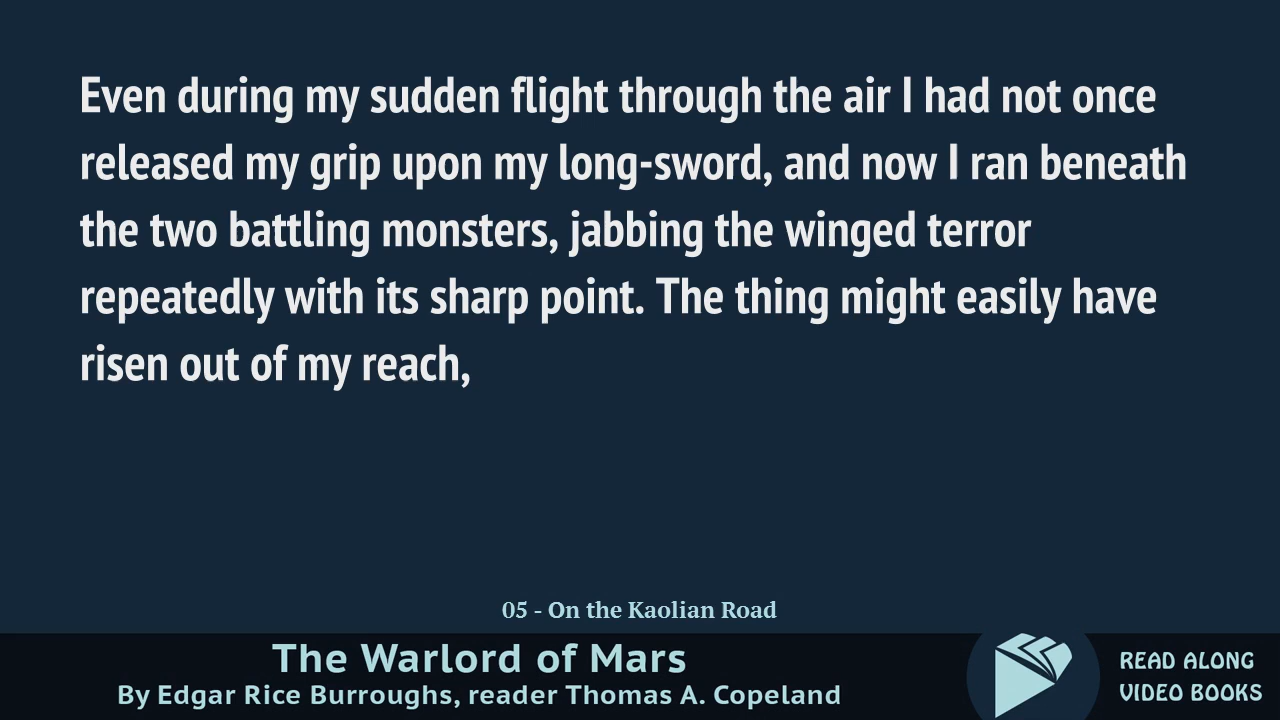 Even during my sudden flight through the air I had not once
released my grip upon my long-sword, and now I ran beneath
the two battling monsters, jabbing the winged terror
repeatedly with its sharp point. The thing might easily have
risen out of my reach,
05 - On the Kaolian Road
The Warlord of Mars
By Edgar Rice Burroughs, reader Thomas A. Copeland
READ ALONG
VIDEO BOOKS